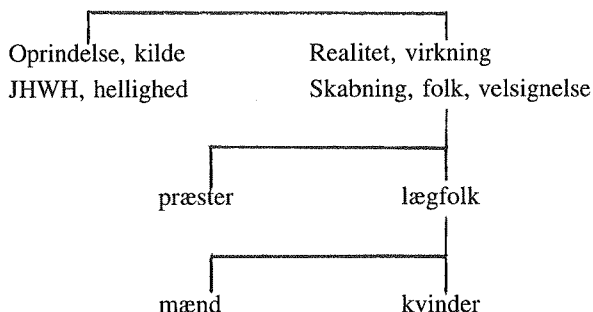 Oprindelse, kilde Realitet, virkning
JHWH, hellighed Skabning, folk, velsignelse
præster lægfolk
mænd kvinder